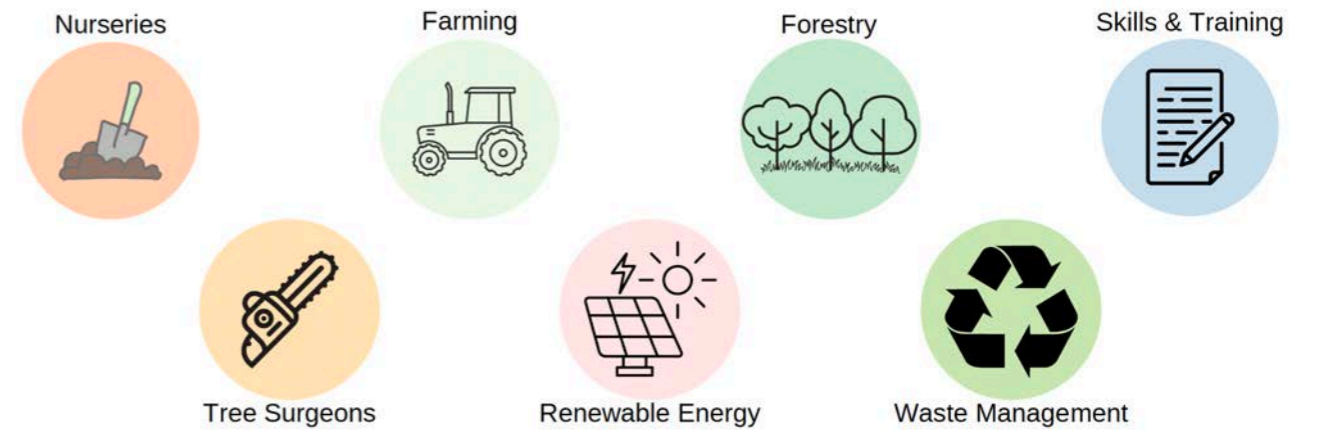 Nurseries
Farming
Forestry
Skills & Training
Tree Surgeons
Renewable Energy
Waste Management